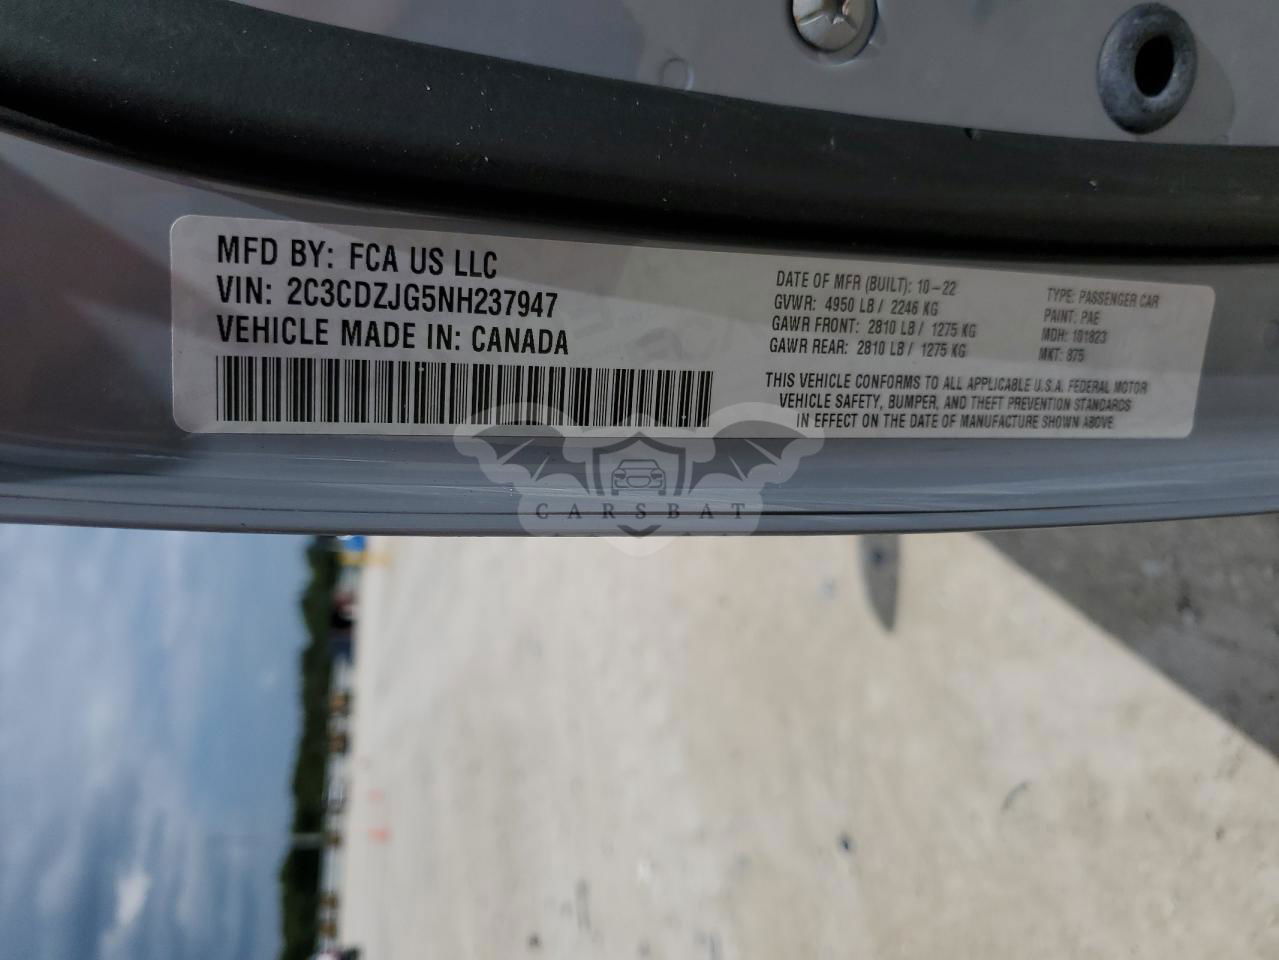 MFD BY: FCA US LLC
VIN: 2C3CDZJG5NH237947
VEHICLE MADE IN: CANADA
DATE OF MFR (BUILT): 10-22
GVWR: 4950 LB / 2246 KG
GAWR FRONT: 2810 LB / 1275 KG
GAWR REAR: 2810 LB / 1275 KG
TYPE: PASSENGER CAR
PAINT: PAE
MDH: 101823
MKT: 875
THIS VEHICLE CONFORMS TO ALL APPLICABLE U.S.A. FEDERAL MOTOR
VEHICLE SAFETY, BUMPER, AND THEFT PREVENTION STANDARDS
IN EFFECT ON THE DATE OF MANUFACTURE SHOWN ABOVE
CARSBAT